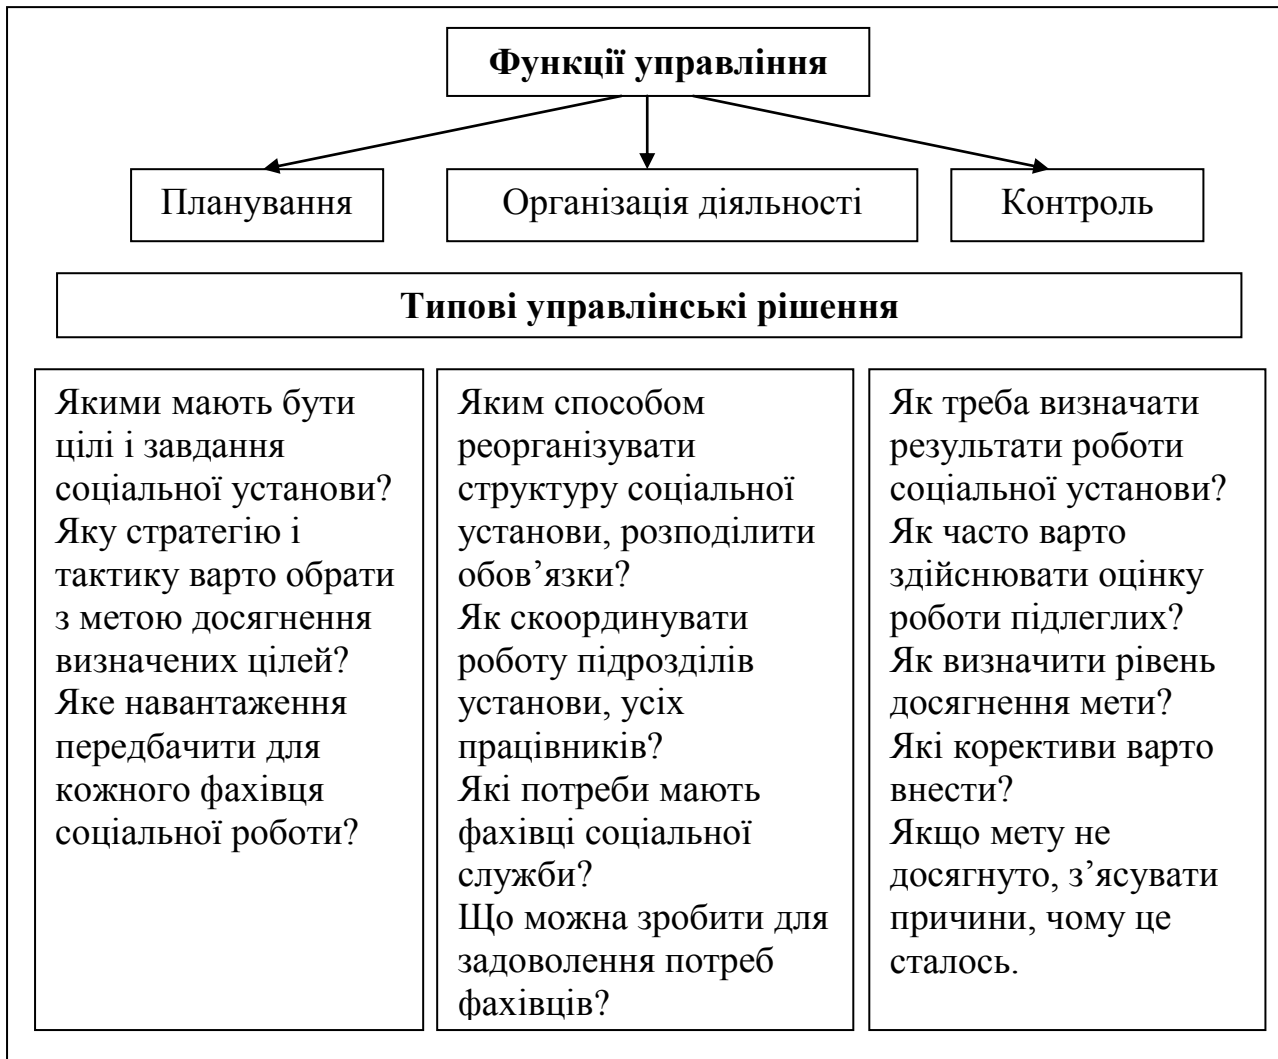 Функції управління
Планування
Організація діяльності
Контроль
Типові управлінські рішення
Якими мають бути
цілі і завдання
соціальної установи?
Яку стратегію і
тактику варто обрати
з метою досягнення
визначених цілей?
Яке навантаження
передбачити для
кожного фахівця
соціальної роботи?
Яким способом
реорганізувати
структуру соціальної
установи, розподілити
обов’язки?
Як скоординувати
роботу підрозділів
установи, усіх
працівників?
Які потреби мають
фахівці соціальної
служби?
Що можна зробити для
задоволення потреб
фахівців?
Як треба визначати
результати роботи
соціальної установи?
Як часто варто
здійснювати оцінку
роботи підлеглих?
Як визначити рівень
досягнення мети?
Які корективи варто
внести?
Якщо мету не
досягнуто, з’ясувати
причини, чому це
сталось.